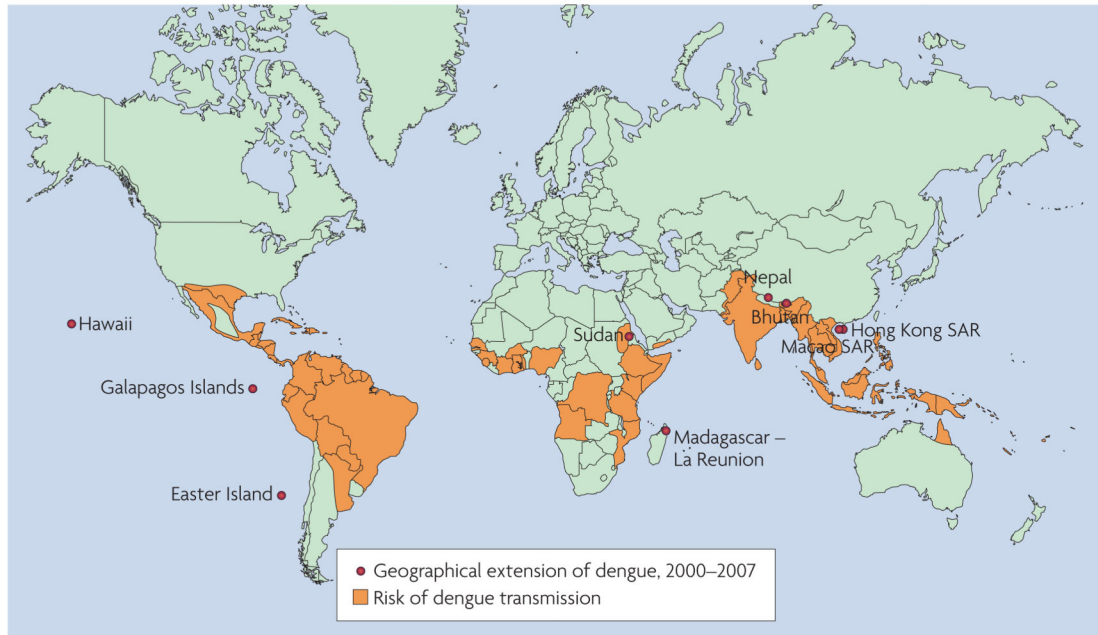 Nepal
Hawaii
Bhutan
Sudan
Hong Kong SAR
Macao SAR
Galapagos Islands
Madagascar –
La Reunion
Easter Island
Geographical extension of dengue, 2000–2007
Risk of dengue transmission